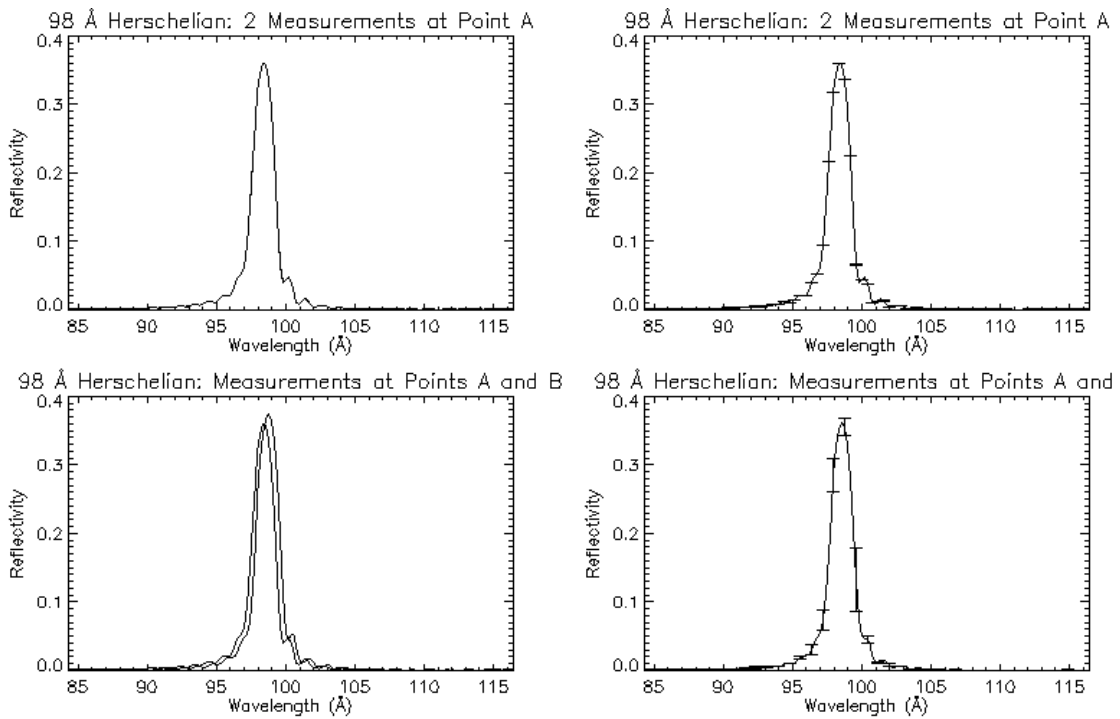 98 Å Herschelian: 2 Measurements at Point A
0.4
0.3
0.2
0.1
0.0
Reflectivity
85 90 95 100 105 110 115
Wavelength (Å)
98 Å Herschelian: 2 Measurements at Point A
0.4
0.3
0.2
0.1
0.0
Reflectivity
85 90 95 100 105 110 115
Wavelength (Å)
98 Å Herschelian: Measurements at Points A and B
0.4
0.3
0.2
0.1
0.0
Reflectivity
85 90 95 100 105 110 115
Wavelength (Å)
98 Å Herschelian: Measurements at Points A and
0.4
0.3
0.2
0.1
0.0
Reflectivity
85 90 95 100 105 110 115
Wavelength (Å)